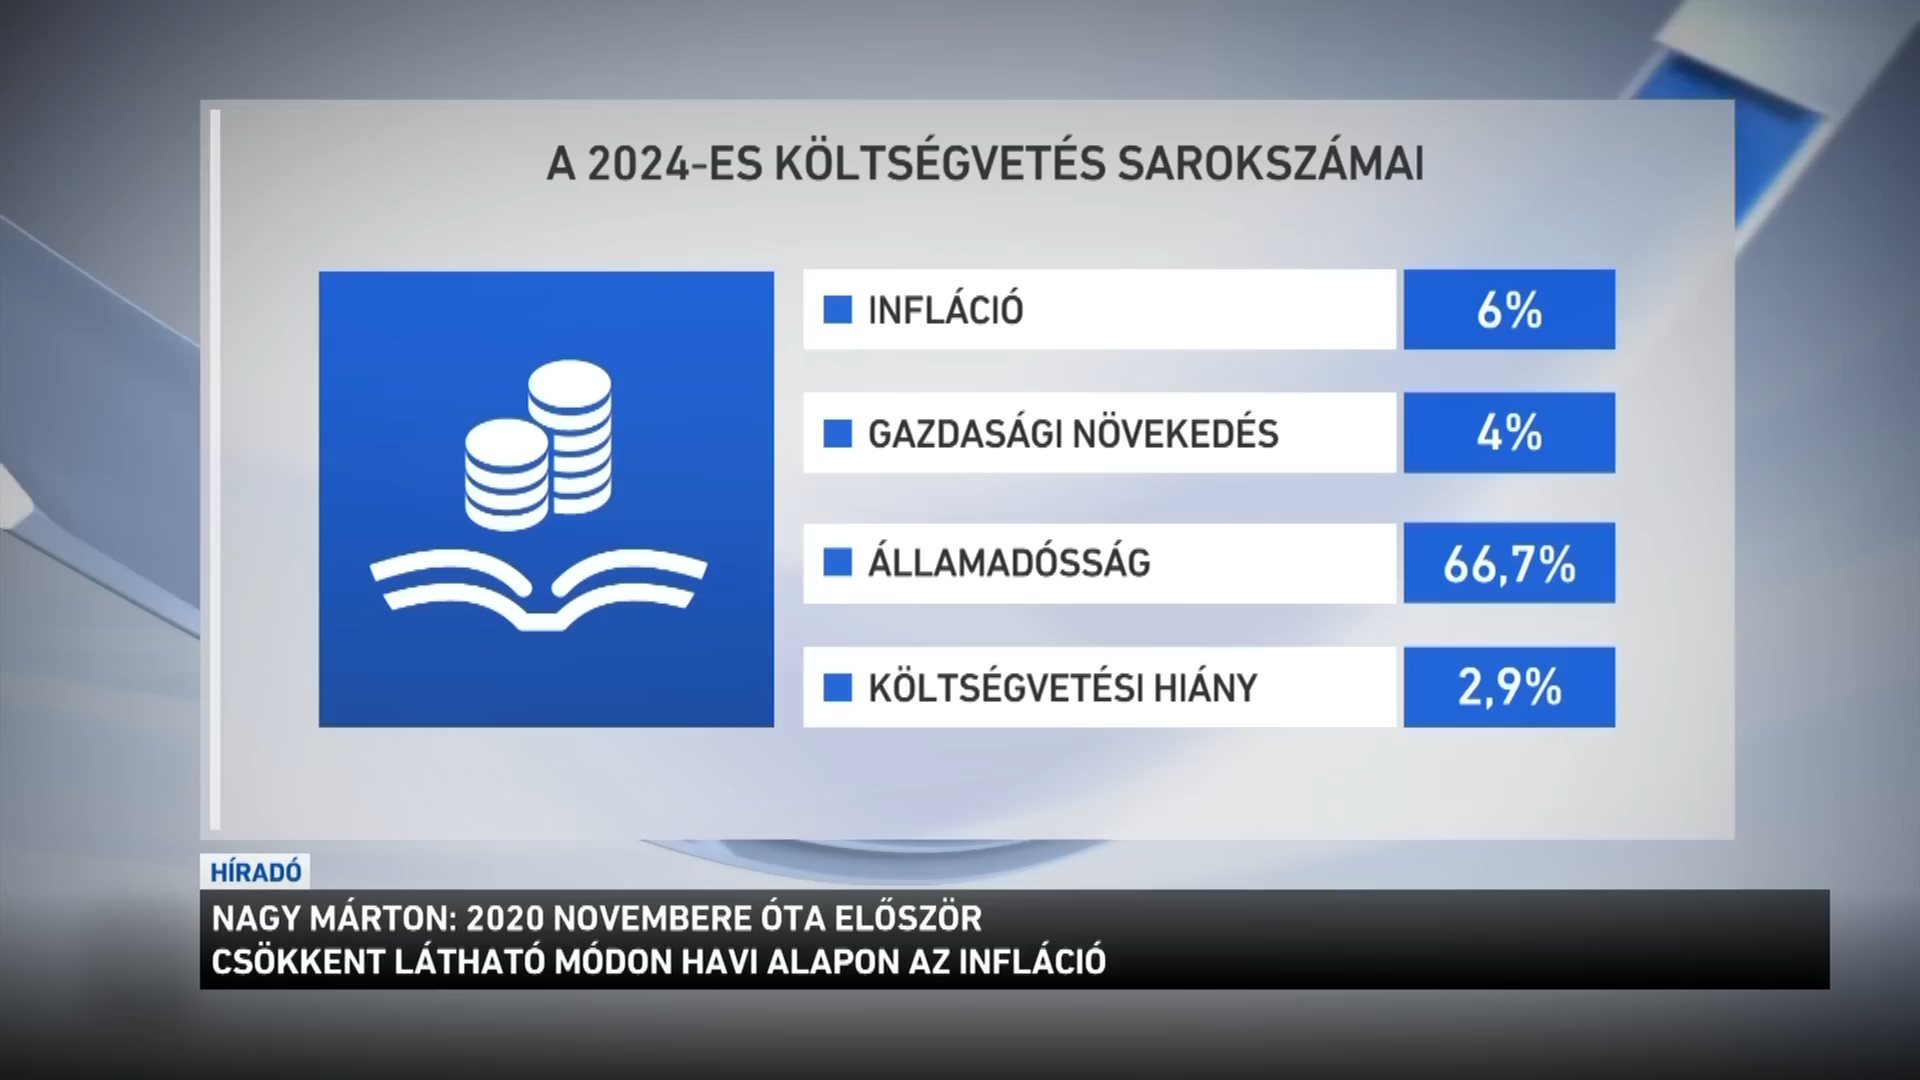 A 2024-ES KÖLTSÉGVETÉS SAROKSZÁMAI
INFLÁCIÓ 6%
GAZDASÁGI NÖVEKEDÉS 4%
ÁLLAMADÓSSÁG 66,7%
KÖLTSÉGVETÉSI HIÁNY 2,9%
HÍRADÓ
NAGY MÁRTON: 2020 NOVEMBERE ÓTA ELŐSZÖR
CSÖKKENT LÁTHATÓ MÓDON HAVI ALAPON AZ INFLÁCIÓ